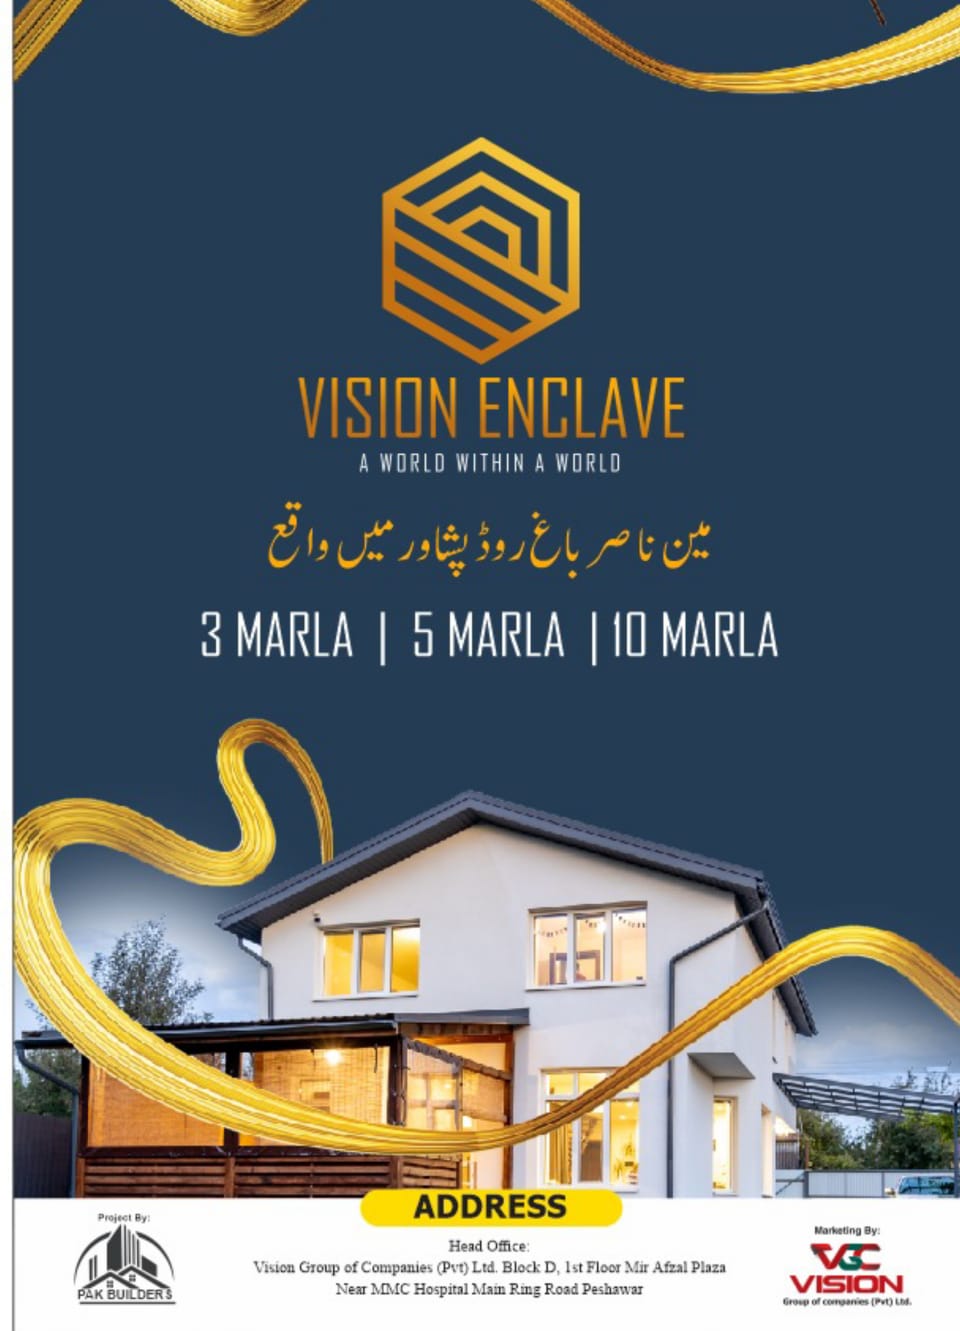 VISION ENCLAVE
A WORLD WITHIN A WORLD
مین ناصر باغ روڈ پشاور میں واقع
3 MARLA | 5 MARLA | 10 MARLA
ADDRESS
Project By:
PAK BUILDERS
Head Office:
Vision Group of Companies (Pvt) Ltd. Block D, 1st Floor Mir Afzal Plaza
Near MMC Hospital Main Ring Road Peshawar
Marketing By:
VGC
VISION
Group of companies (Pvt) Ltd.